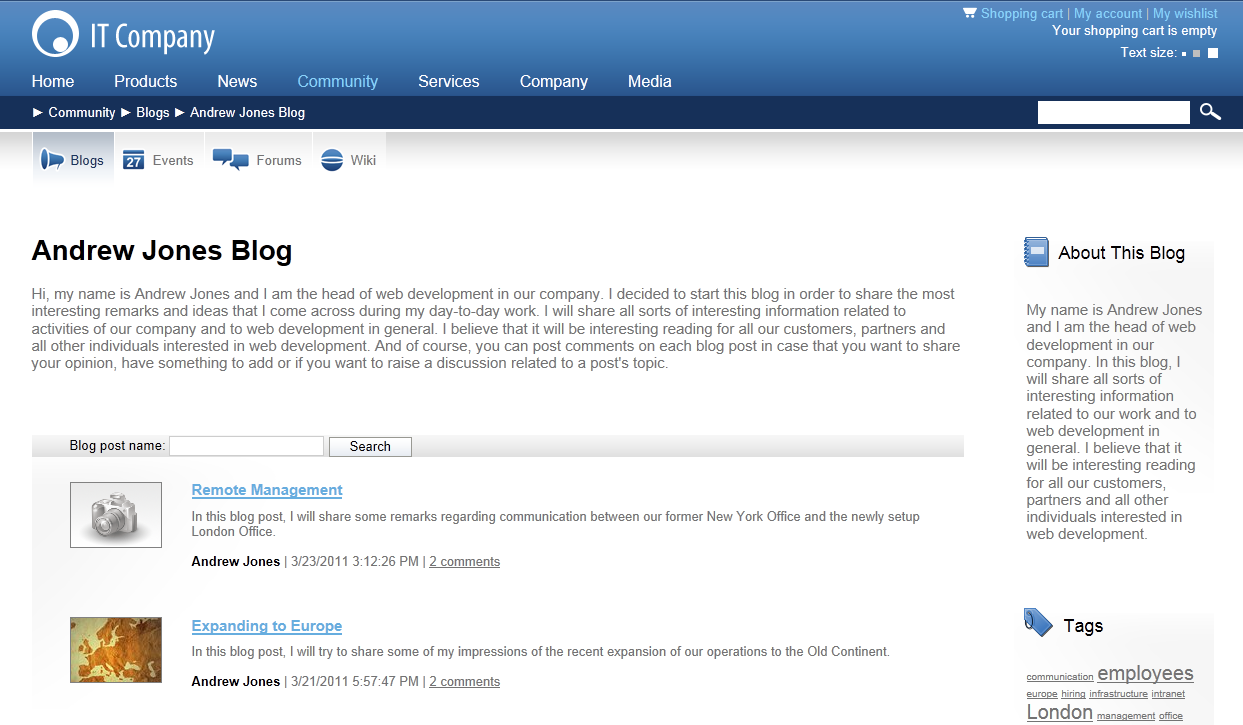 IT Company
Shopping cart | My account | My wishlist
Your shopping cart is empty
Text size:
Home Products News Community Services Company Media
Community Blogs Andrew Jones Blog
Blogs 27 Events Forums Wiki
Andrew Jones Blog
Hi, my name is Andrew Jones and I am the head of web development in our company. I decided to start this blog in order to share the most
interesting remarks and ideas that I come across during my day-to-day work. I will share all sorts of interesting information related to
activities of our company and to web development in general. I believe that it will be interesting reading for all our customers, partners and
all other individuals interested in web development. And of course, you can post comments on each blog post in case that you want to share
your opinion, have something to add or if you want to raise a discussion related to a post's topic.
Blog post name: Search
Remote Management
In this blog post, I will share some remarks regarding communication between our former New York Office and the newly setup
London Office.
Andrew Jones | 3/23/2011 3:12:26 PM | 2 comments
Expanding to Europe
In this blog post, I will try to share some of my impressions of the recent expansion of our operations to the Old Continent.
Andrew Jones | 3/21/2011 5:57:47 PM | 2 comments
About This Blog
My name is Andrew Jones
and I am the head of web
development in our
company. In this blog, I
will share all sorts of
interesting information
related to our work and to
web development in
general. I believe that it
will be interesting reading
for all our customers,
partners and all other
individuals interested in
web development.
Tags
communication employees
europe hiring infrastructure intranet
London management office